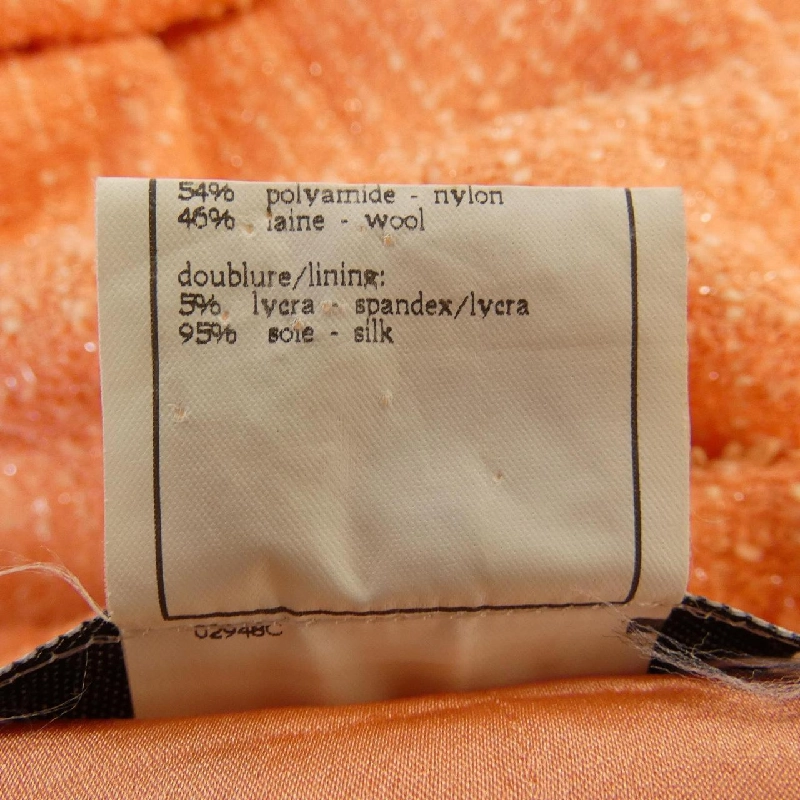 54% polyamide - nylon
46% laine - wool
doublure/lining:
5% lycra - spandex/lycra
95% soie - silk
02948C